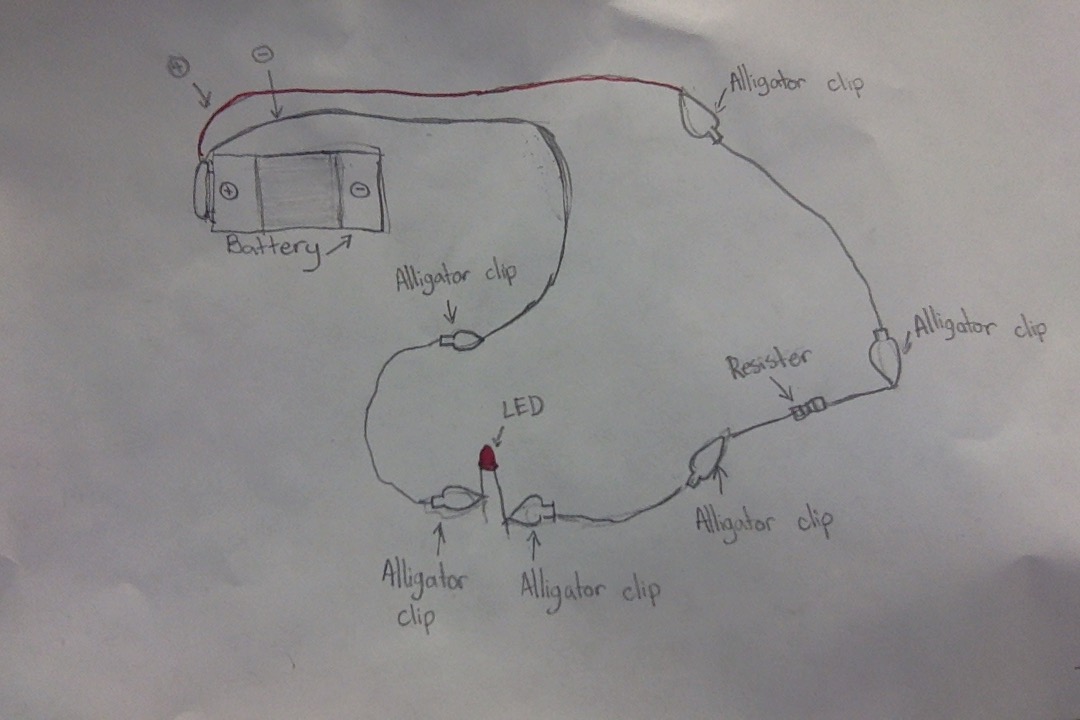 ⊕ ⊖
Alligator clip
⊕ ⊖
Battery
Alligator clip
Alligator clip
Resister
LED
Alligator clip
Alligator
clip
Alligator clip